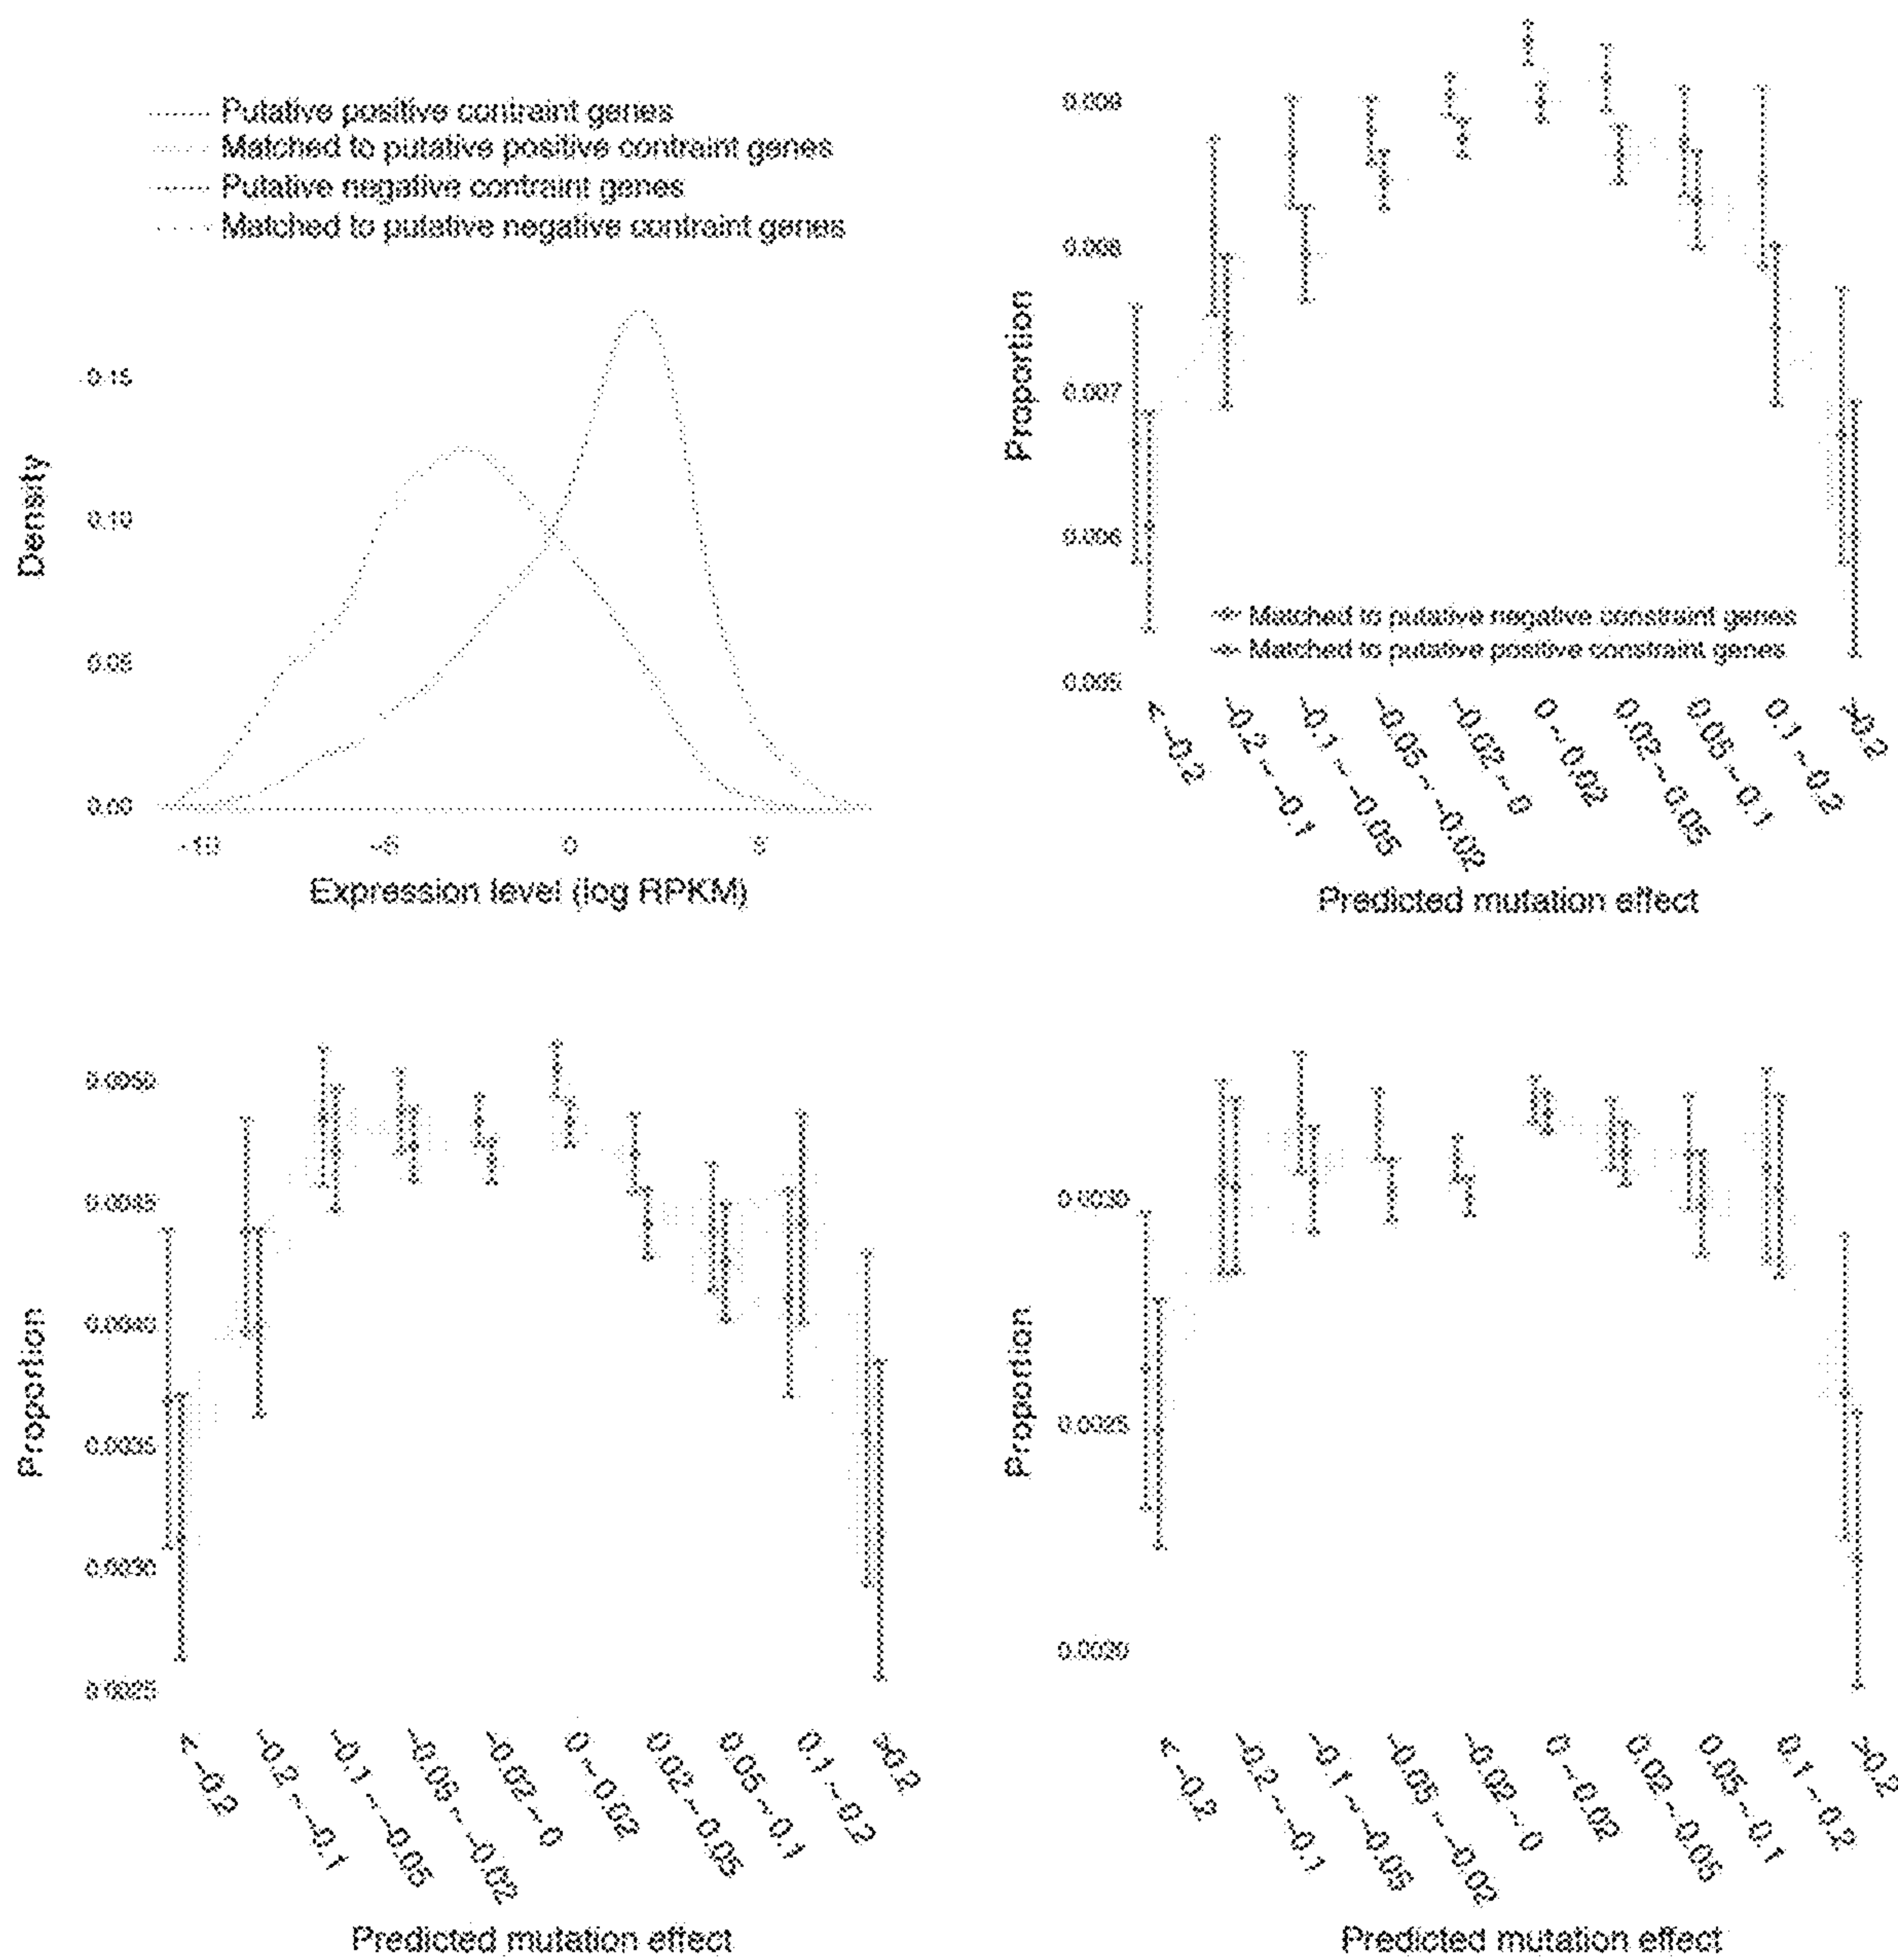 Putative positive contraint genes
Matched to putative positive contraint genes
Putative negative contraint genes
Matched to putative negative contraint genes
0.15
0.10
0.05
0.00
Density
-10
-5
0
5
Expression level (log RPKM)
0.009
0.008
0.007
0.006
0.005
Proportion
Matched to putative negative constraint genes
Matched to putative positive constraint genes
< -0.2
-0.2 ~ -0.1
-0.1 ~ -0.05
-0.05 ~ -0.02
-0.02 ~ 0
0 ~ 0.02
0.02 ~ 0.05
0.05 ~ 0.1
0.1 ~ 0.2
>0.2
Predicted mutation effect
0.0050
0.0045
0.0040
0.0035
0.0030
0.0025
Proportion
< -0.2
-0.2 ~ -0.1
-0.1 ~ -0.05
-0.05 ~ -0.02
-0.02 ~ 0
0 ~ 0.02
0.02 ~ 0.05
0.05 ~ 0.1
0.1 ~ 0.2
>0.2
Predicted mutation effect
0.0030
0.0025
0.0020
Proportion
< -0.2
-0.2 ~ -0.1
-0.1 ~ -0.05
-0.05 ~ -0.02
-0.02 ~ 0
0 ~ 0.02
0.02 ~ 0.05
0.05 ~ 0.1
0.1 ~ 0.2
>0.2
Predicted mutation effect